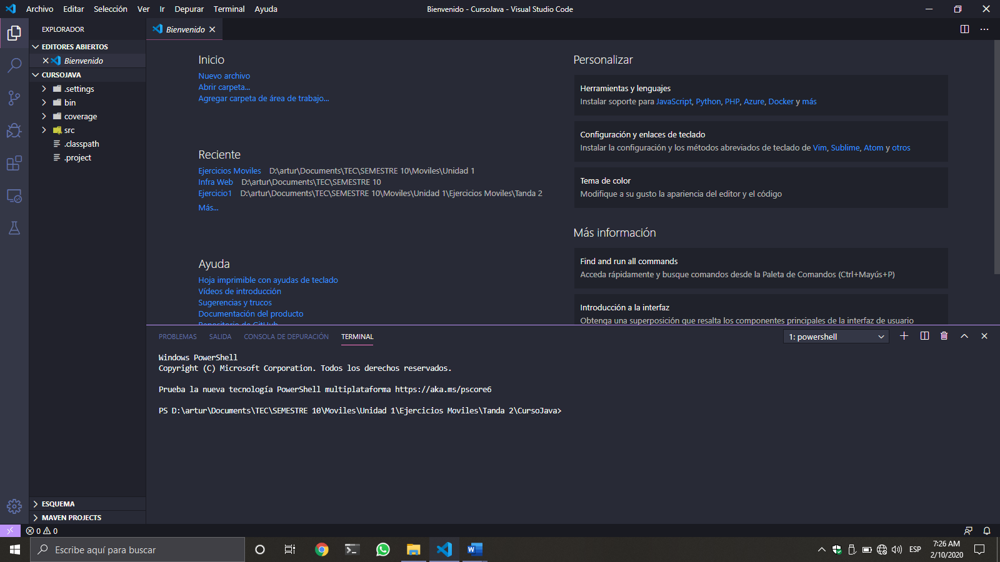 Archivo Editar Selección Ver Ir Depurar Terminal Ayuda
Bienvenido - CursoJava - Visual Studio Code
EXPLORADOR
EDITORES ABIERTOS
Bienvenido
CURSOJAVA
.settings
bin
coverage
src
.classpath
.project
ESQUEMA
MAVEN PROJECTS
Bienvenido
Inicio
Nuevo archivo
Abrir carpeta...
Agregar carpeta de área de trabajo...
Reciente
Ejercicios Moviles D:\artur\Documents\TEC\SEMESTRE 10\Moviles\Unidad 1
Infra Web D:\artur\Documents\TEC\SEMESTRE 10
Ejercicio1 D:\artur\Documents\TEC\SEMESTRE 10\Moviles\Unidad 1\Ejercicios Moviles\Tanda 2
Más...
Ayuda
Hoja imprimible con ayudas de teclado
Vídeos de introducción
Sugerencias y trucos
Documentación del producto
Repositorio de GitHub
Personalizar
Herramientas y lenguajes
Instalar soporte para JavaScript, Python, PHP, Azure, Docker y más
Configuración y enlaces de teclado
Instalar la configuración y los métodos abreviados de teclado de Vim, Sublime, Atom y otros
Tema de color
Modifique a su gusto la apariencia del editor y el código
Más información
Find and run all commands
Acceda rápidamente y busque comandos desde la Paleta de Comandos (Ctrl+Mayús+P)
Introducción a la interfaz
Obtenga una superposición que resalta los componentes principales de la interfaz de usuario
PROBLEMAS SALIDA CONSOLA DE DEPURACIÓN TERMINAL
1: powershell
Windows PowerShell
Copyright (C) Microsoft Corporation. Todos los derechos reservados.
Prueba la nueva tecnología PowerShell multiplataforma https://aka.ms/pscore6
PS D:\artur\Documents\TEC\SEMESTRE 10\Moviles\Unidad 1\Ejercicios Moviles\Tanda 2\CursoJava>
0 0
Escribe aquí para buscar
ESP
7:26 AM
2/10/2020